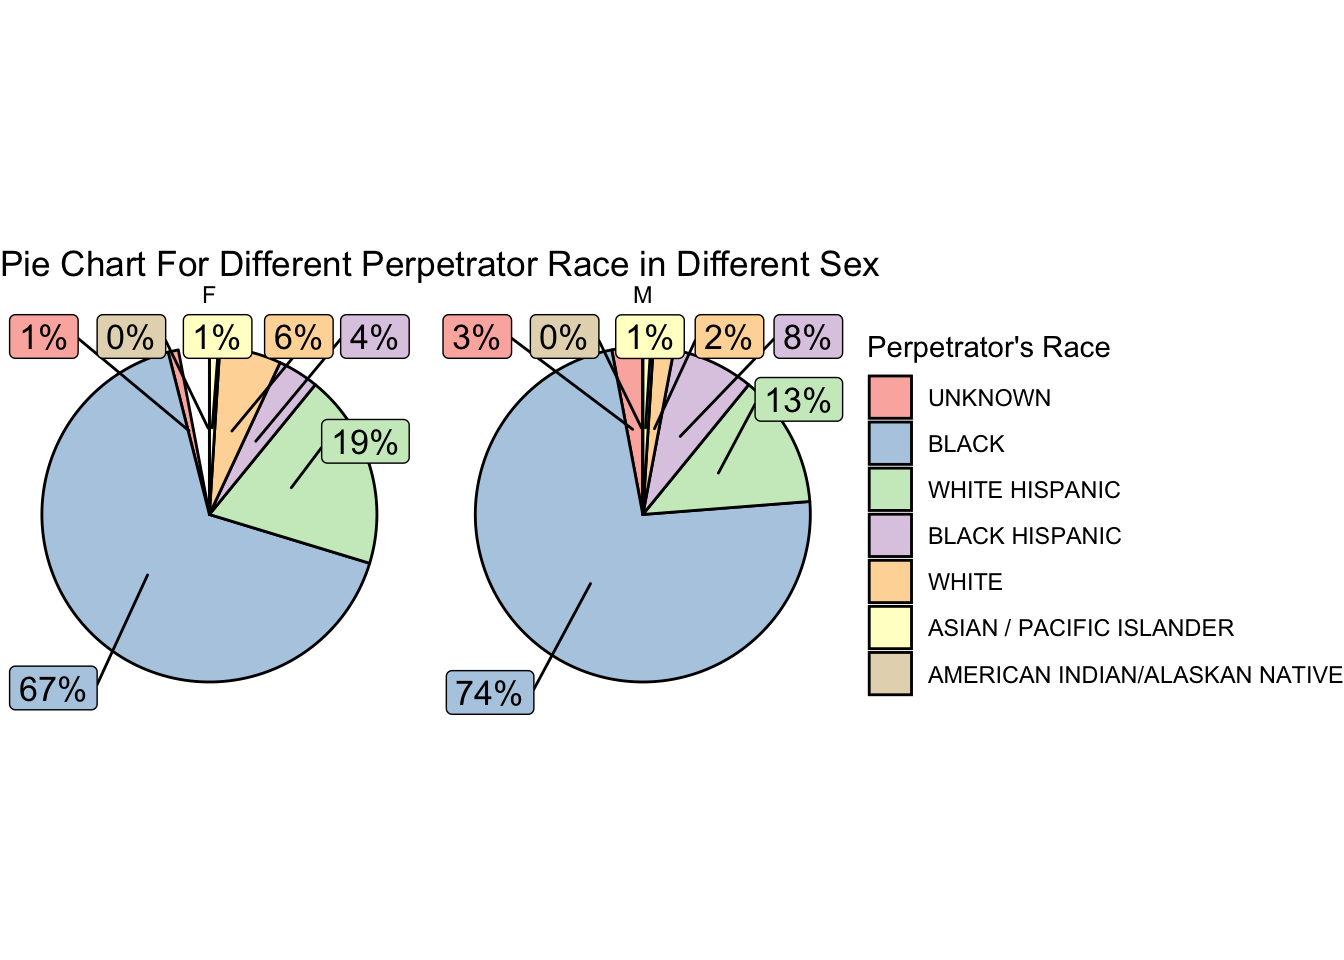 Pie Chart For Different Perpetrator Race in Different Sex
F
M
1%
0%
1%
6%
4%
19%
67%
3%
0%
1%
2%
8%
13%
74%
Perpetrator's Race
UNKNOWN
BLACK
WHITE HISPANIC
BLACK HISPANIC
WHITE
ASIAN / PACIFIC ISLANDER
AMERICAN INDIAN/ALASKAN NATIVE